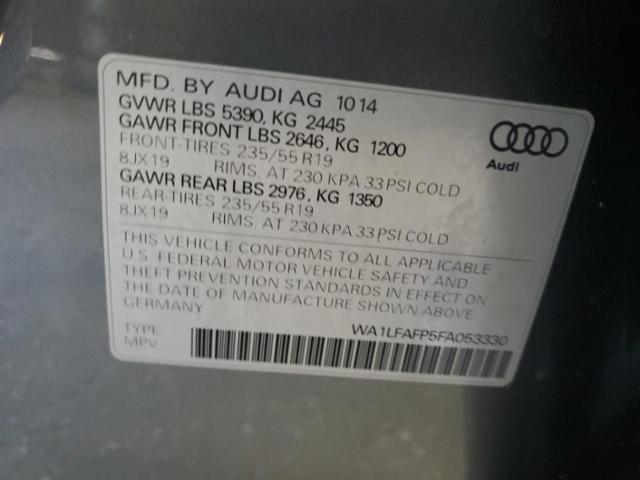 MFD. BY AUDI AG 10 14
GVWR LBS 5390, KG 2445
GAWR FRONT LBS 2646, KG 1200
FRONT-TIRES 235/55 R19
8JX19 RIMS, AT 230 KPA 33 PSI COLD
GAWR REAR LBS 2976, KG 1350
REAR-TIRES 235/55 R19
8JX19 RIMS, AT 230 KPA 33 PSI COLD
Audi
THIS VEHICLE CONFORMS TO ALL APPLICABLE
U.S. FEDERAL MOTOR VEHICLE SAFETY AND
THEFT PREVENTION STANDARDS IN EFFECT ON
THE DATE OF MANUFACTURE SHOWN ABOVE
GERMANY
WA1LFAFP5FA053330
TYPE
MPV